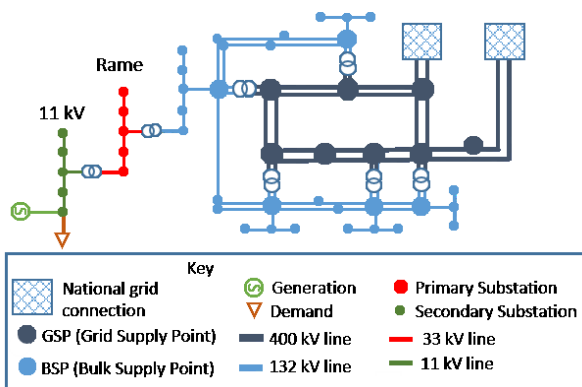 Rame
11 kV
Key
National grid
connection
Generation
Demand
Primary Substation
Secondary Substation
GSP (Grid Supply Point)
400 kV line
33 kV line
BSP (Bulk Supply Point)
132 kV line
11 kV line